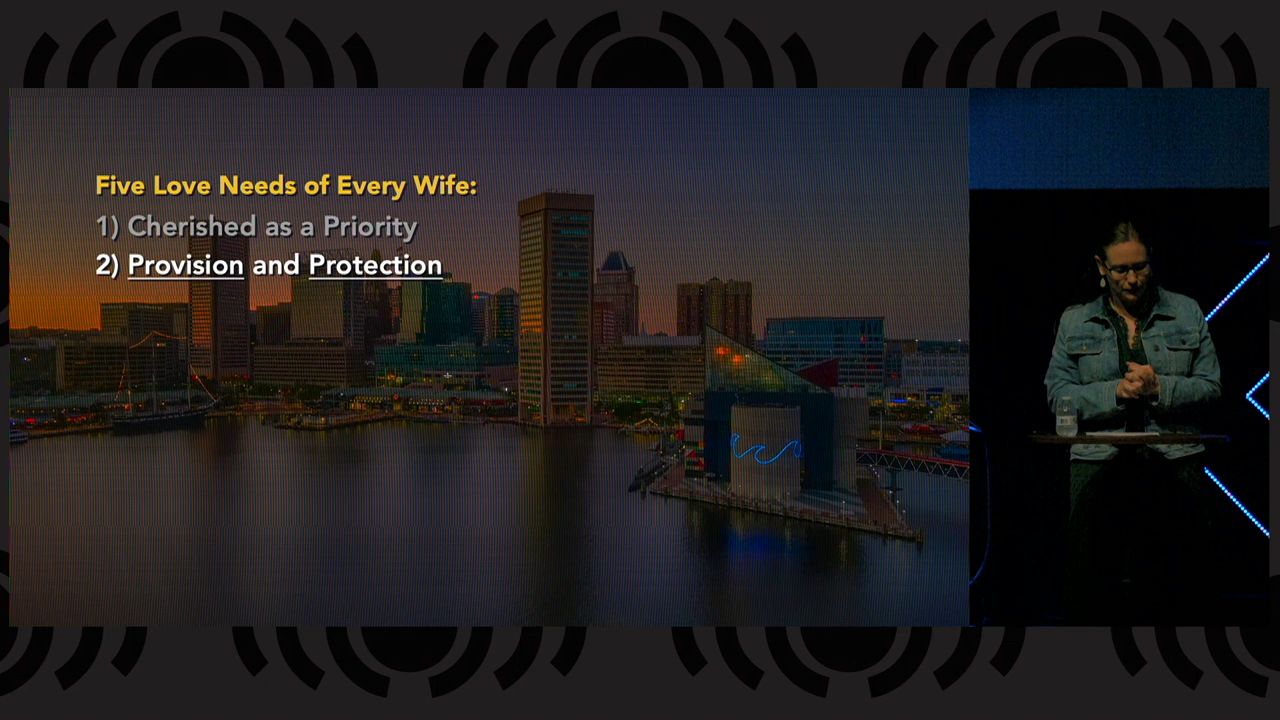 Five Love Needs of Every Wife:
1) Cherished as a Priority
2) Provision and Protection